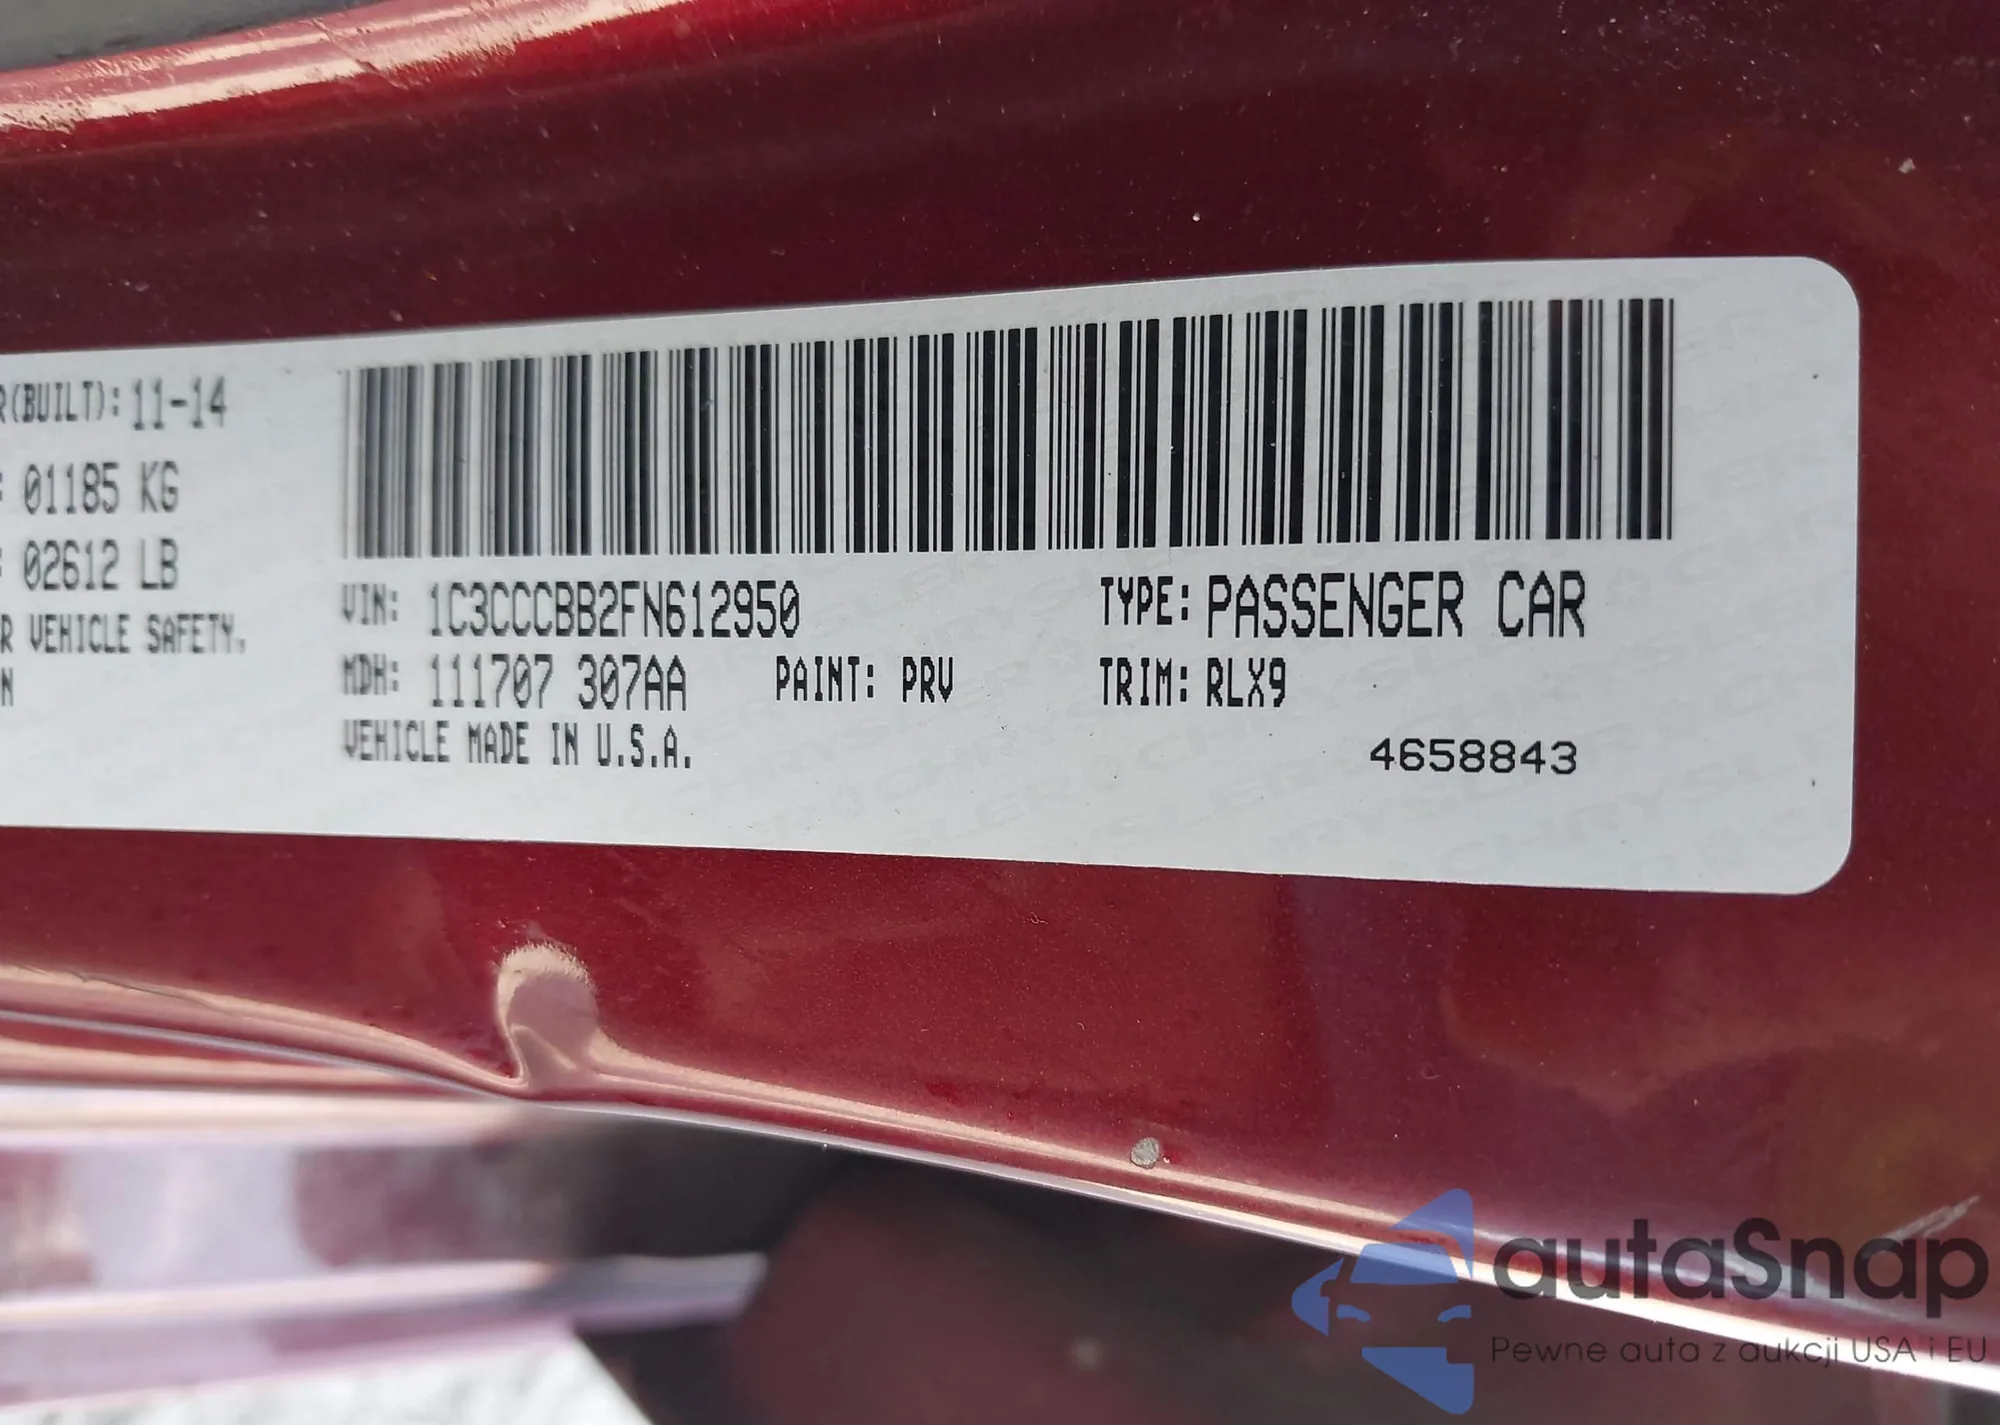 R(BUILT): 11-14
: 01185 KG
: 02612 LB
R VEHICLE SAFETY,
N
VIN: 1C3CCCBB2FN612950
TYPE: PASSENGER CAR
MDH: 111707 307AA
PAINT: PRV
TRIM: RLX9
VEHICLE MADE IN U.S.A.
4658843
autaSnap
Pewne auta z aukcji USA i EU